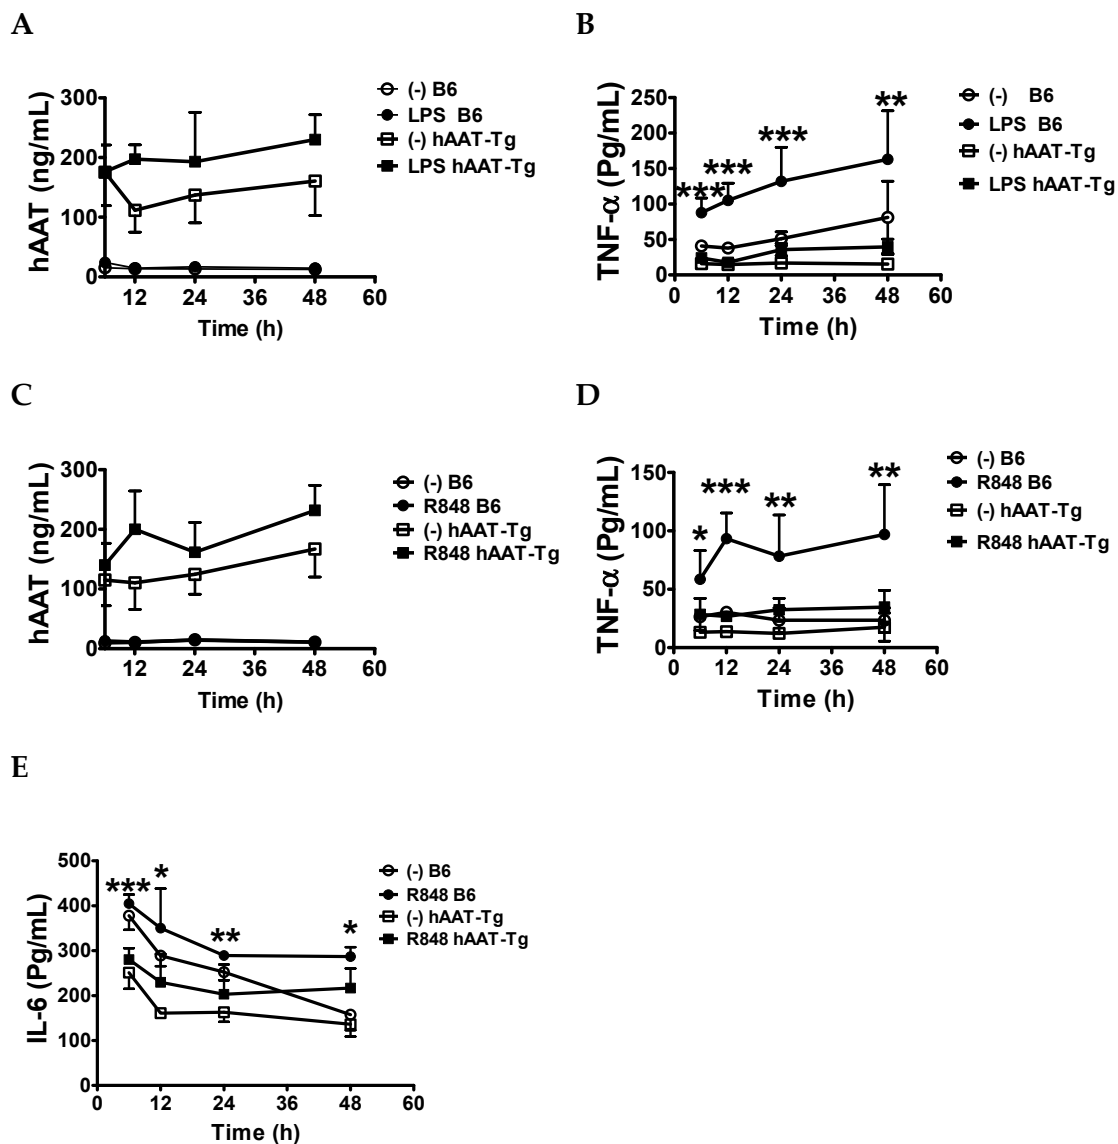 A
hAAT (ng/mL)
300
200
100
0
12 24 36 48 60
Time (h)
(-) B6
LPS B6
(-) hAAT-Tg
LPS hAAT-Tg
B
TNF-α (Pg/mL)
250
200
150
100
50
0
0 12 24 36 48 60
Time (h)
*** *** *** **
(-) B6
LPS B6
(-) hAAT-Tg
LPS hAAT-Tg
C
hAAT (ng/mL)
300
200
100
0
12 24 36 48 60
Time (h)
(-) B6
R848 B6
(-) hAAT-Tg
R848 hAAT-Tg
D
TNF-α (Pg/mL)
150
100
50
0
0 12 24 36 48 60
Time (h)
* *** ** **
(-) B6
R848 B6
(-) hAAT-Tg
R848 hAAT-Tg
E
IL-6 (Pg/mL)
500
400
300
200
100
0
0 12 24 36 48 60
Time (h)
*** * ** *
(-) B6
R848 B6
(-) hAAT-Tg
R848 hAAT-Tg